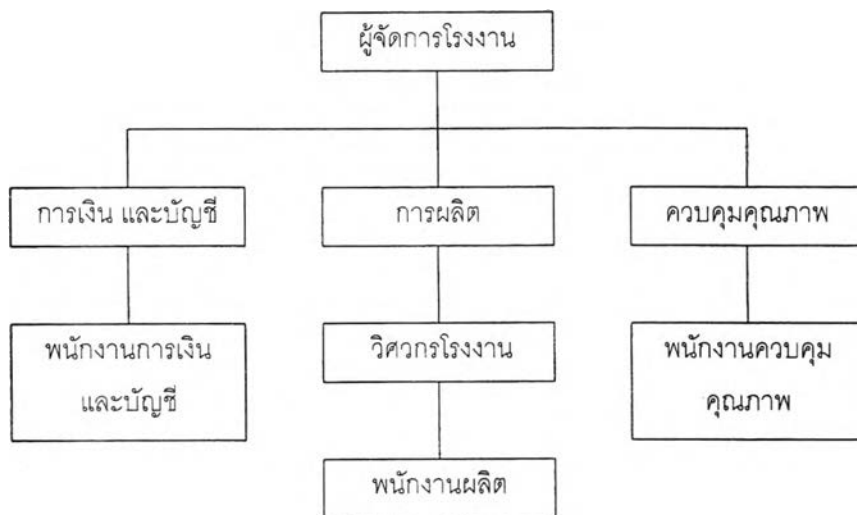 ผู้จัดการโรงงาน
การเงิน และบัญชี
การผลิต
ควบคุมคุณภาพ
พนักงานการเงิน
และบัญชี
วิศวกรโรงงาน
พนักงานควบคุม
คุณภาพ
พนักงานผลิต